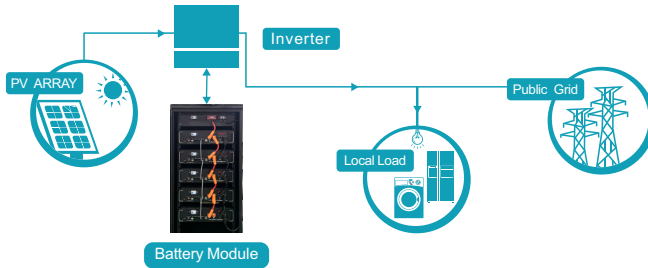 Inverter
PV ARRAY
Public Grid
Local Load
Battery Module